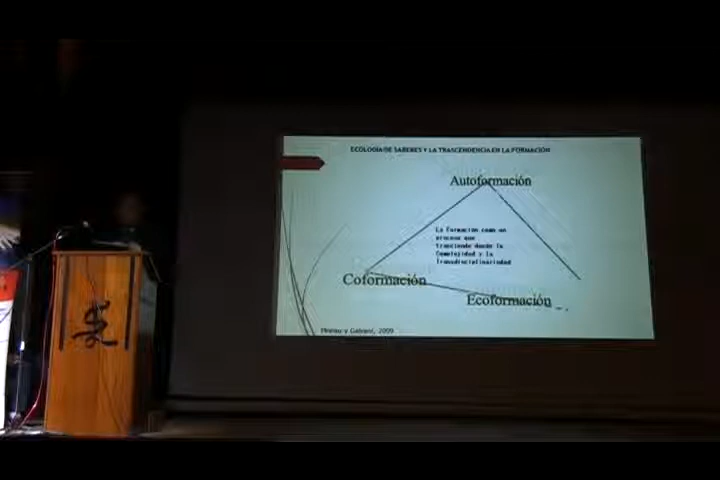 ECOLOGÍA DE SABERES Y LA TRASCENDENCIA EN LA FORMACIÓN
Autoformación
La formación como un
proceso que
trasciende desde la
Complejidad y la
Transdisciplinariedad
Coformación
Ecoformación
y Galvani, 2009